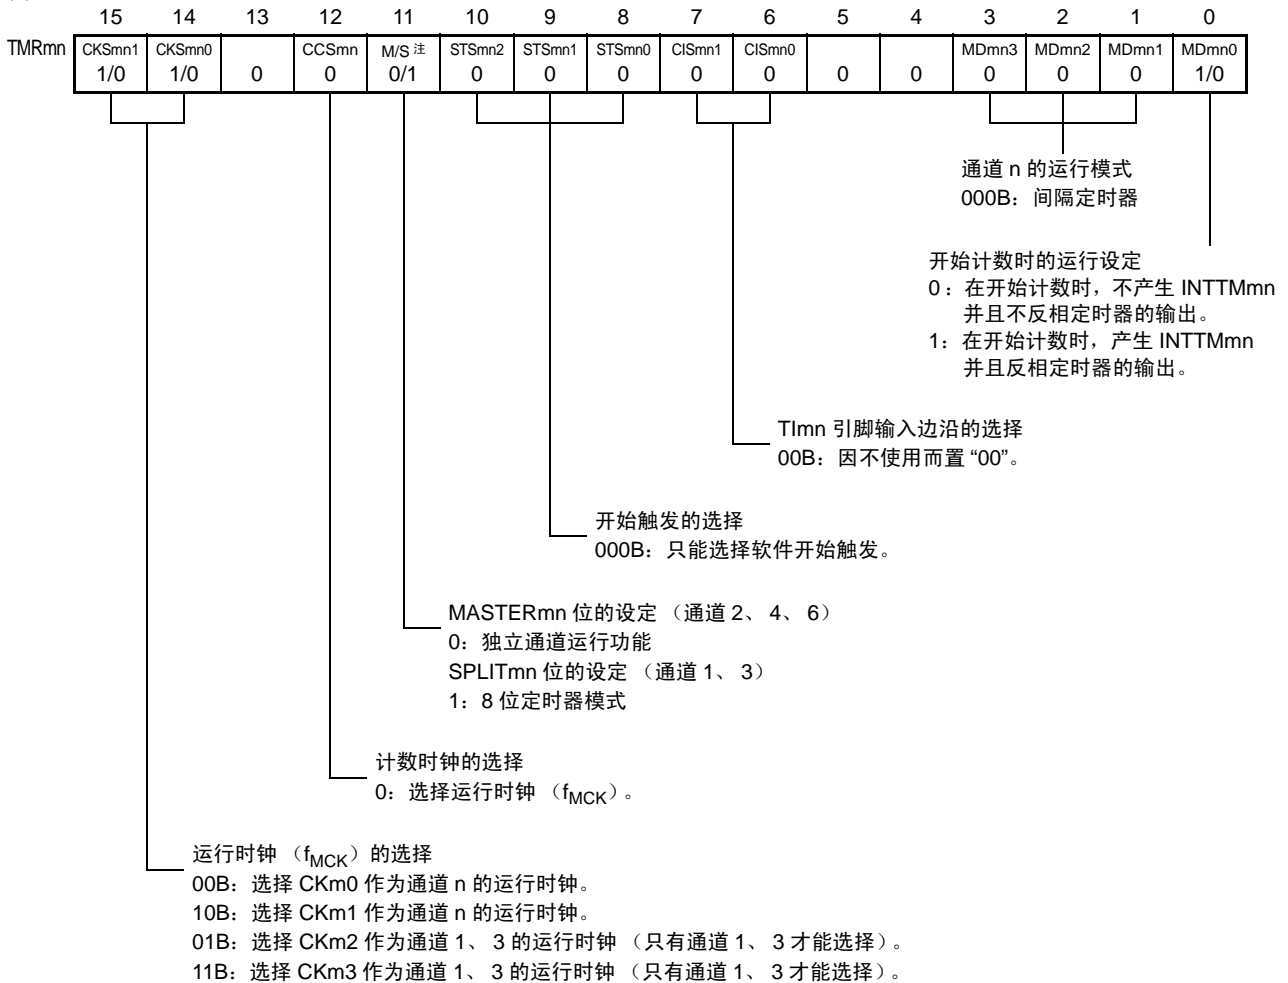 15 14 13 12 11 10 9 8 7 6 5 4 3 2 1 0
TMRmn CKSmn1 CKSmn0 CCSmn M/S 注 STSmn2 STSmn1 STSmn0 CISmn1 CISmn0 MDmn3 MDmn2 MDmn1 MDmn0
1/0 1/0 0 0 0/1 0 0 0 0 0 0 0 0 0 0 1/0
通道 n 的运行模式
000B：间隔定时器
开始计数时的运行设定
0：在开始计数时，不产生 INTTMmn
并且不反相定时器的输出。
1：在开始计数时，产生 INTTMmn
并且反相定时器的输出。
TImn 引脚输入边沿的选择
00B：因不使用而置 “00”。
开始触发的选择
000B：只能选择软件开始触发。
MASTERmn 位的设定 （通道 2、 4、 6）
0：独立通道运行功能
SPLITmn 位的设定 （通道 1、 3）
1：8 位定时器模式
计数时钟的选择
0：选择运行时钟 （fMCK）。
运行时钟 （fMCK）的选择
00B：选择 CKm0 作为通道 n 的运行时钟。
10B：选择 CKm1 作为通道 n 的运行时钟。
01B：选择 CKm2 作为通道 1、 3 的运行时钟 （只有通道 1、 3 才能选择）。
11B：选择 CKm3 作为通道 1、 3 的运行时钟 （只有通道 1、 3 才能选择）。